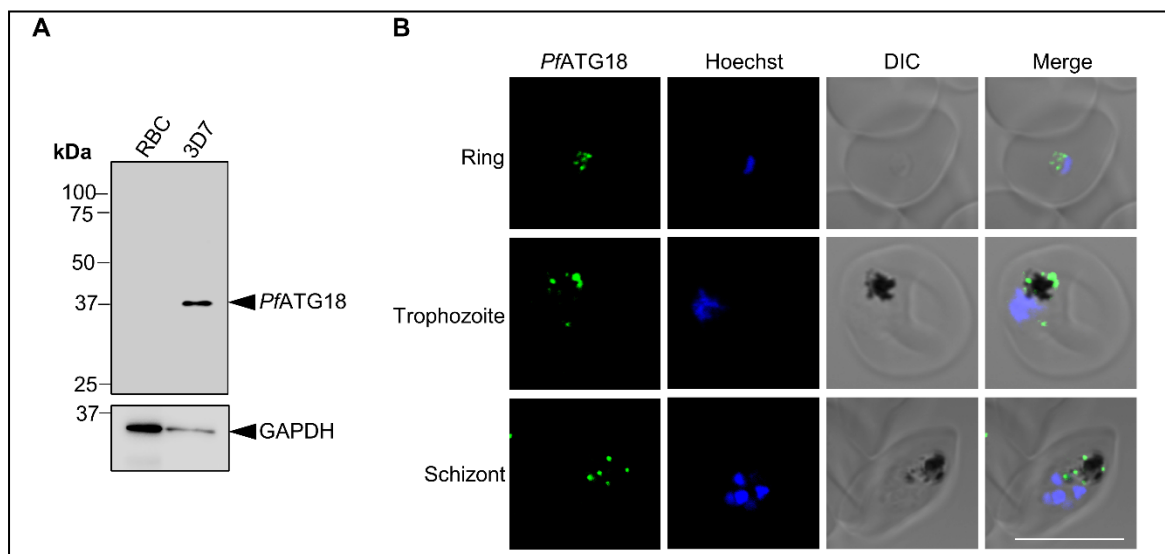 A
B
PfATG18
Hoechst
DIC
Merge
kDa
RBC
3D7
100
75
50
37
PfATG18
25
37
GAPDH
Ring
Trophozoite
Schizont